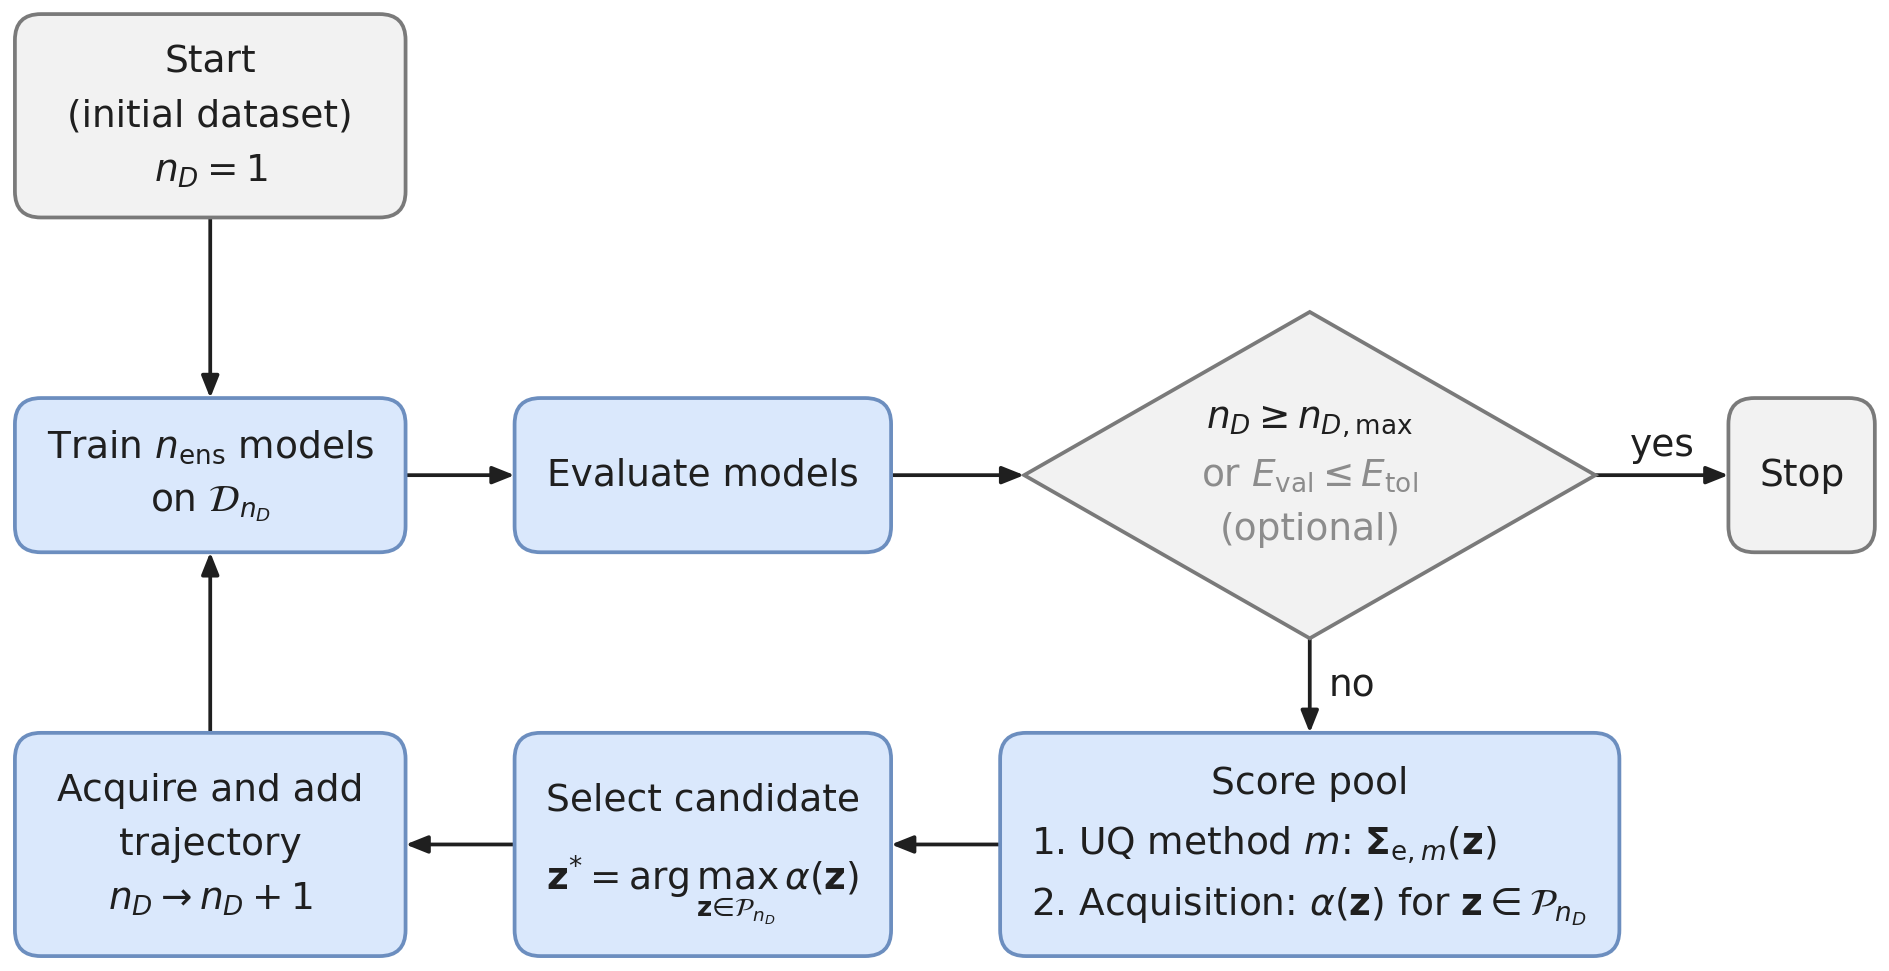 Start
(initial dataset)
n_D = 1
Train n_ens models
on 𝒟_{n_D}
Evaluate models
n_D ≥ n_{D, max}
or E_val ≤ E_tol
(optional)
yes
Stop
no
Score pool
1. UQ method m: 𝚺_{e, m}(𝐳)
2. Acquisition: α(𝐳) for 𝐳 ∈ 𝒫_{n_D}
Select candidate
𝐳* = arg max α(𝐳)
𝐳∈𝒫_{n_D}
Acquire and add
trajectory
n_D → n_D + 1